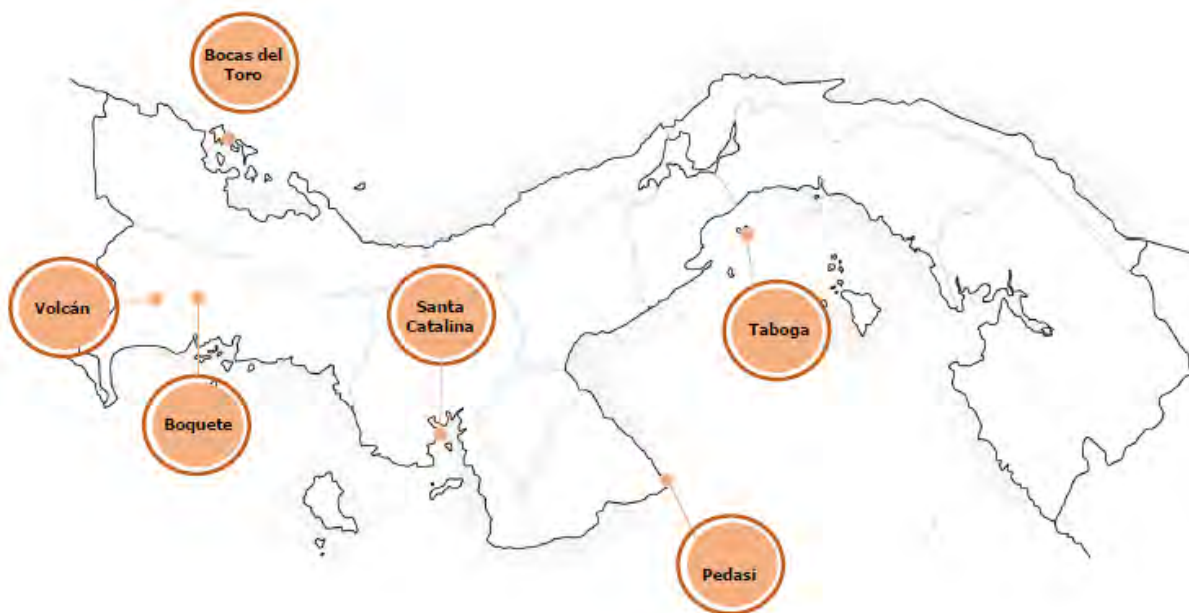 Bocas del
Toro
Volcán
Santa
Catalina
Taboga
Boquete
Pedasí